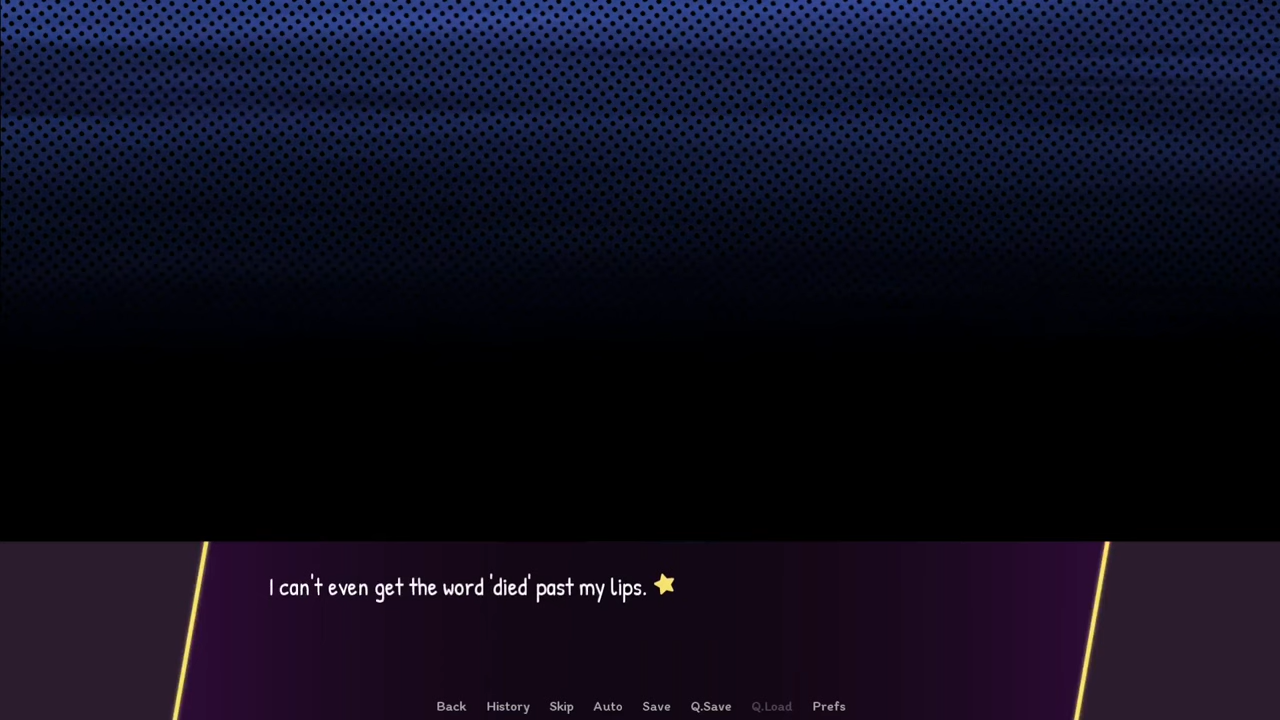 I can't even get the word 'died' past my lips.
Back History Skip Auto Save Q.Save Q.Load Prefs